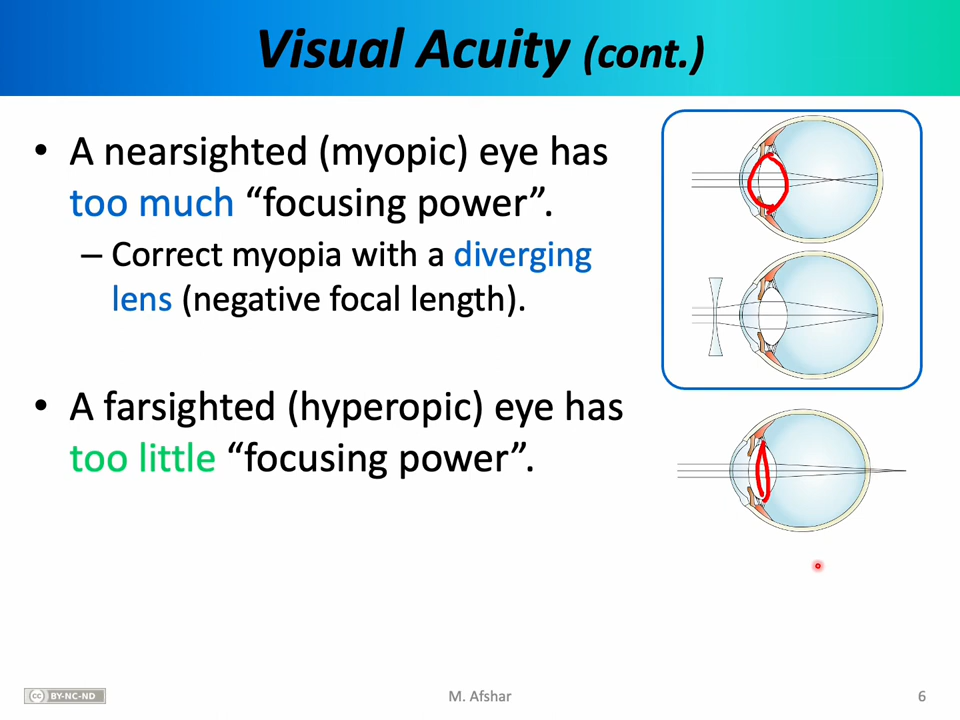 Visual Acuity (cont.)
• A nearsighted (myopic) eye has
too much “focusing power”.
– Correct myopia with a diverging
lens (negative focal length).
• A farsighted (hyperopic) eye has
too little “focusing power”.
cc BY-NC-ND
M. Afshar
6